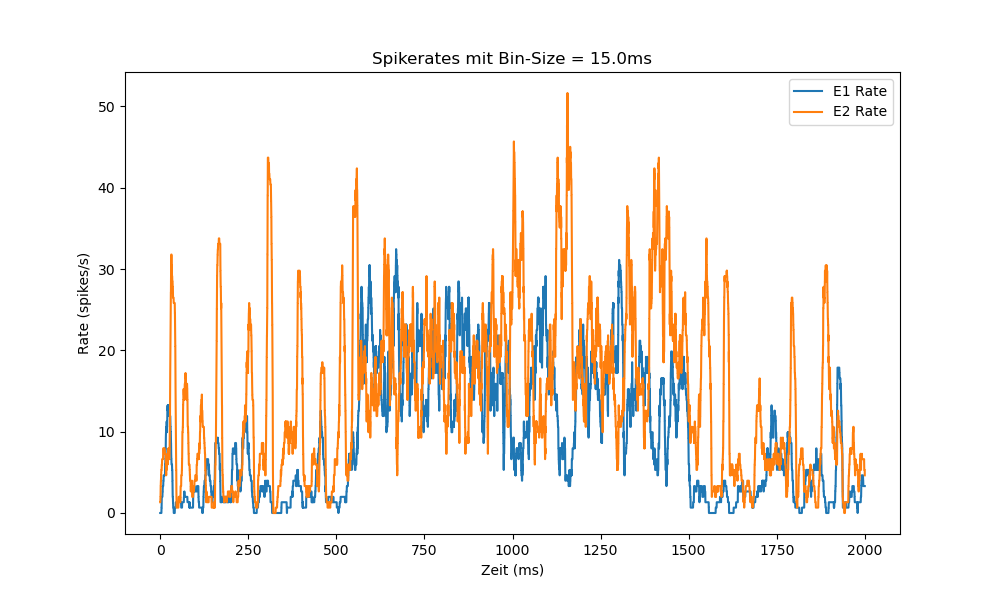 Spikerates mit Bin-Size = 15.0ms
E1 Rate
E2 Rate
Rate (spikes/s)
50
40
30
20
10
0
0 250 500 750 1000 1250 1500 1750 2000
Zeit (ms)